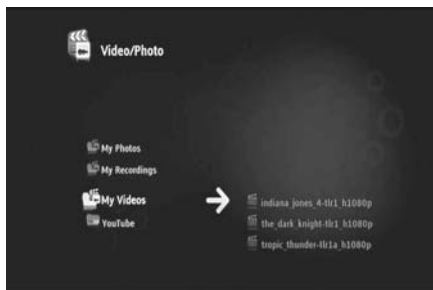 Video/Photo
My Photos
My Recordings
My Videos
YouTube
indiana_jones_4-tlr1_h1080p
the_dark_knight-tlr1_h1080p
tropic_thunder-tlr1a_h1080p